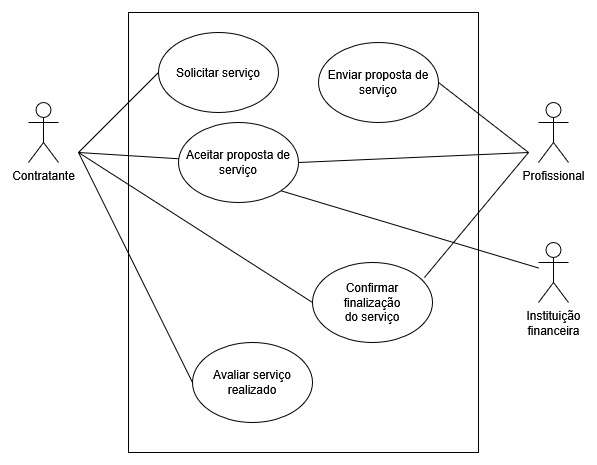 Solicitar serviço
Enviar proposta de
serviço
Contratante
Aceitar proposta de
serviço
Profissional
Confirmar
finalização
do serviço
Instituição
financeira
Avaliar serviço
realizado